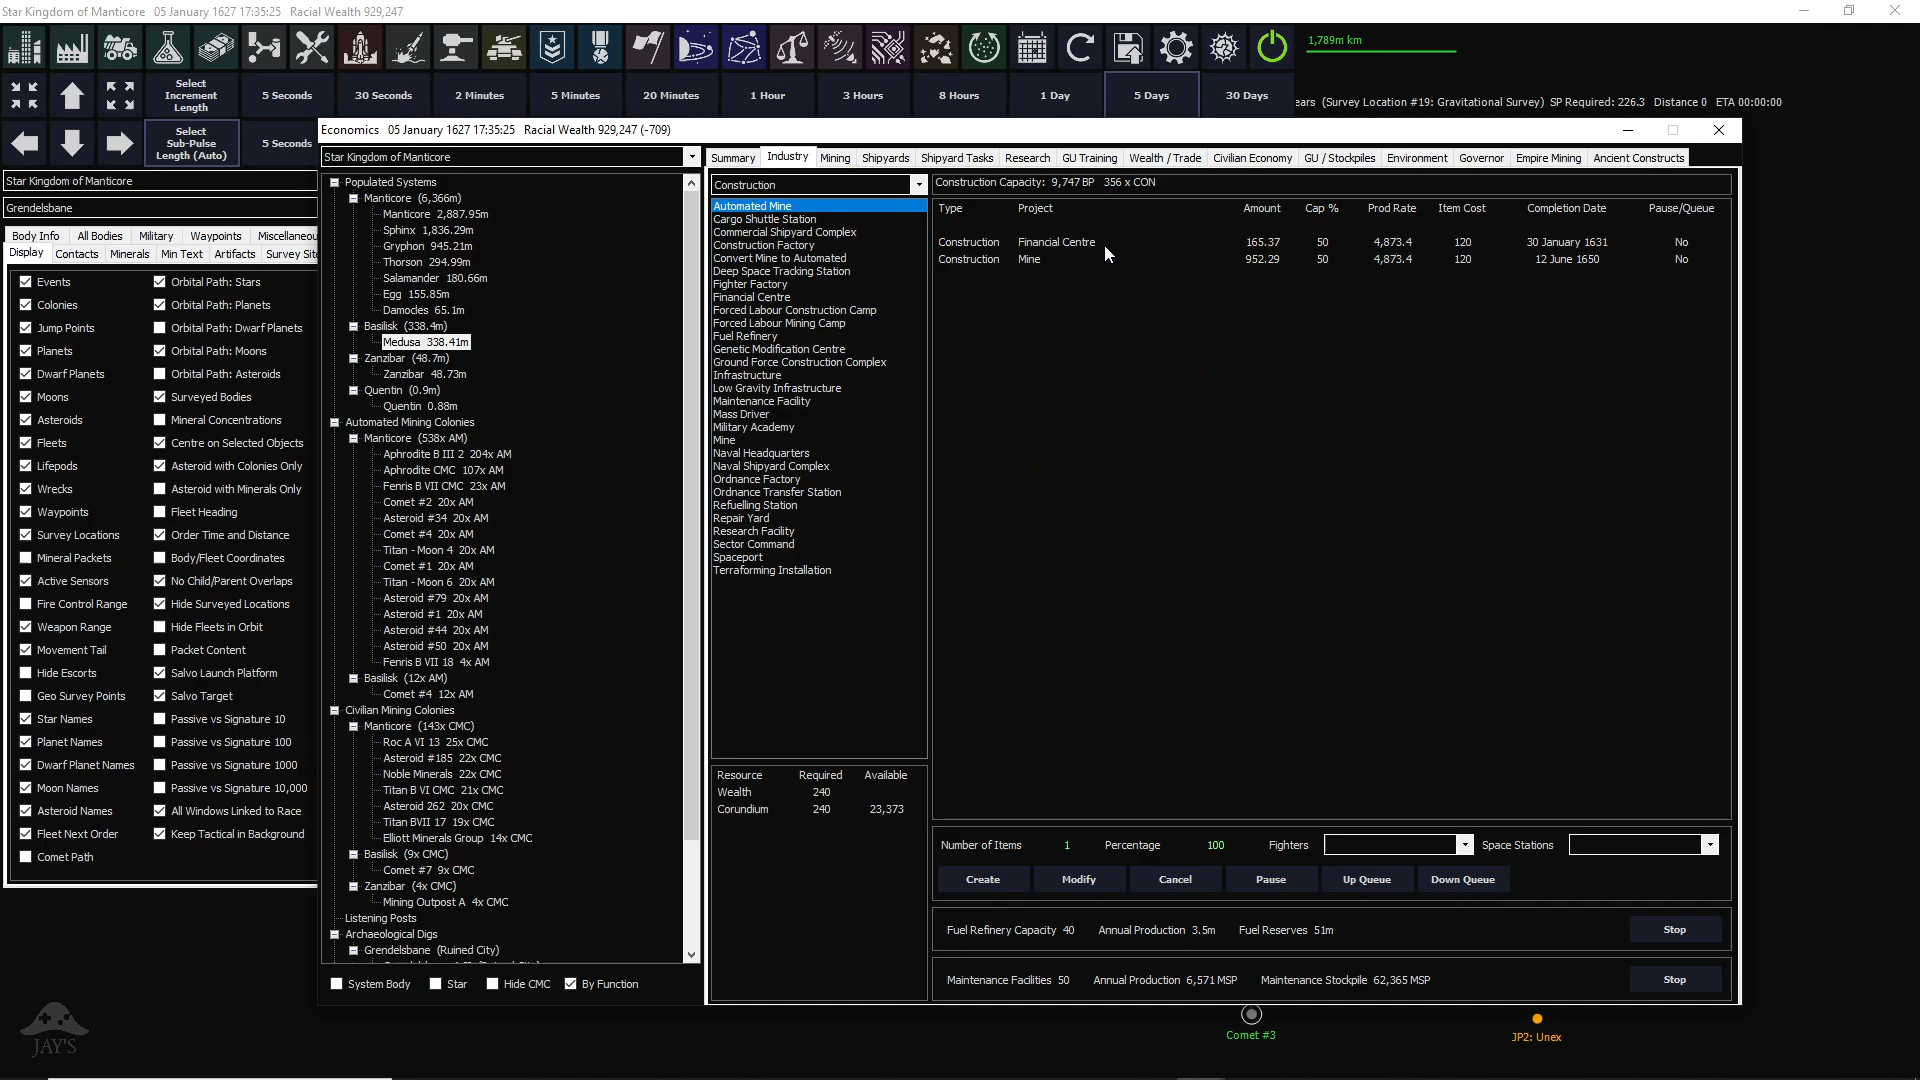 Star Kingdom of Manticore   05 January 1627 17:35:25   Racial Wealth 929,247
1,789m km
Select Increment Length
5 Seconds
30 Seconds
2 Minutes
5 Minutes
20 Minutes
1 Hour
3 Hours
8 Hours
1 Day
5 Days
30 Days
ears  (Survey Location #19: Gravitational Survey)  SP Required: 226.3   Distance 0   ETA 00:00:00
Select Sub-Pulse Length (Auto)
5 Seconds
Star Kingdom of Manticore
Grendelsbane
Body Info   All Bodies   Military   Waypoints   Miscellaneou
Display   Contacts   Minerals   Min Text   Artifacts   Survey Sit
Events   Orbital Path: Stars
Colonies   Orbital Path: Planets
Jump Points   Orbital Path: Dwarf Planets
Planets   Orbital Path: Moons
Dwarf Planets   Orbital Path: Asteroids
Moons   Surveyed Bodies
Asteroids   Mineral Concentrations
Fleets   Centre on Selected Objects
Lifepods   Asteroid with Colonies Only
Wrecks   Asteroid with Minerals Only
Waypoints   Fleet Heading
Survey Locations   Order Time and Distance
Mineral Packets   Body/Fleet Coordinates
Active Sensors   No Child/Parent Overlaps
Fire Control Range   Hide Surveyed Locations
Weapon Range   Hide Fleets in Orbit
Movement Tail   Packet Content
Hide Escorts   Salvo Launch Platform
Geo Survey Points   Salvo Target
Star Names   Passive vs Signature 10
Planet Names   Passive vs Signature 100
Dwarf Planet Names   Passive vs Signature 1000
Moon Names   Passive vs Signature 10,000
Asteroid Names   All Windows Linked to Race
Fleet Next Order   Keep Tactical in Background
Comet Path
JAY'S
Economics   05 January 1627 17:35:25   Racial Wealth 929,247 (-709)
Star Kingdom of Manticore
Populated Systems
Manticore  (6,366m)
Manticore  2,887.95m
Sphinx  1,836.29m
Gryphon  945.21m
Thorson  294.99m
Salamander  180.66m
Egg  155.85m
Damocles  65.1m
Basilisk  (338.4m)
Medusa  338.41m
Zanzibar  (48.7m)
Zanzibar  48.73m
Quentin  (0.9m)
Quentin  0.88m
Automated Mining Colonies
Manticore  (538x AM)
Aphrodite B III 2  204x AM
Aphrodite CMC  107x AM
Fenris B VII CMC  23x AM
Comet #2  20x AM
Asteroid #34  20x AM
Comet #4  20x AM
Titan - Moon 4  20x AM
Comet #1  20x AM
Titan - Moon 6  20x AM
Asteroid #79  20x AM
Asteroid #1  20x AM
Asteroid #44  20x AM
Asteroid #50  20x AM
Fenris B VII 18  4x AM
Basilisk  (12x AM)
Comet #4  12x AM
Civilian Mining Colonies
Manticore  (143x CMC)
Roc A VI 13  25x CMC
Asteroid #185  22x CMC
Noble Minerals  22x CMC
Titan B VI CMC  21x CMC
Asteroid 262  20x CMC
Titan BVII 17  19x CMC
Elliott Minerals Group  14x CMC
Basilisk  (9x CMC)
Comet #7  9x CMC
Zanzibar  (4x CMC)
Mining Outpost A  4x CMC
Listening Posts
Archaeological Digs
Grendelsbane  (Ruined City)
System Body   Star   Hide CMC   By Function
Summary   Industry   Mining   Shipyards   Shipyard Tasks   Research   GU Training   Wealth / Trade   Civilian Economy   GU / Stockpiles   Environment   Governor   Empire Mining   Ancient Constructs
Construction
Automated Mine
Cargo Shuttle Station
Commercial Shipyard Complex
Construction Factory
Convert Mine to Automated
Deep Space Tracking Station
Fighter Factory
Financial Centre
Forced Labour Construction Camp
Forced Labour Mining Camp
Fuel Refinery
Genetic Modification Centre
Ground Force Construction Complex
Infrastructure
Low Gravity Infrastructure
Maintenance Facility
Mass Driver
Military Academy
Mine
Naval Headquarters
Naval Shipyard Complex
Ordnance Factory
Ordnance Transfer Station
Refuelling Station
Repair Yard
Research Facility
Sector Command
Spaceport
Terraforming Installation
Resource   Required   Available
Wealth   240
Corundium   240   23,373
Construction Capacity:  9,747 BP   356 x CON
Type   Project   Amount   Cap %   Prod Rate   Item Cost   Completion Date   Pause/Queue
Construction   Financial Centre   165.37   50   4,873.4   120   30 January 1631   No
Construction   Mine   952.29   50   4,873.4   120   12 June 1650   No
Number of Items   1   Percentage   100   Fighters   Space Stations
Create   Modify   Cancel   Pause   Up Queue   Down Queue
Fuel Refinery Capacity  40   Annual Production  3.5m   Fuel Reserves  51m   Stop
Maintenance Facilities  50   Annual Production  6,571 MSP   Maintenance Stockpile  62,365 MSP   Stop
Comet #3
JP2: Unex